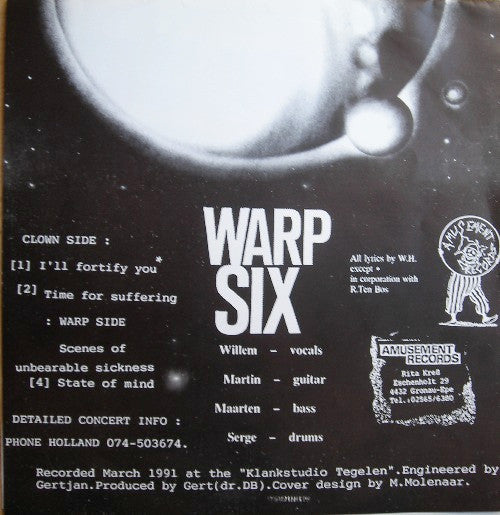 CLOWN SIDE :
[1] I'll fortify you*
[2] Time for suffering
: WARP SIDE
Scenes of
unbearable sickness
[4] State of mind
DETAILED CONCERT INFO :
PHONE HOLLAND 074-503674.
WARP
SIX
Willem - vocals
Martin - guitar
Maarten - bass
Serge - drums
All lyrics by W.H.
except *
in corporation with
R.Ten Bos
AMUSEMENT
AMUSEMENT
RECORDS
Rita Kreß
Eschenholt 29
4432 Gronau-Epe
Tel.:02565/6380
Recorded March 1991 at the "Klankstudio Tegelen".Engineered by
Gertjan.Produced by Gert(dr.DB).Cover design by M.Molenaar.